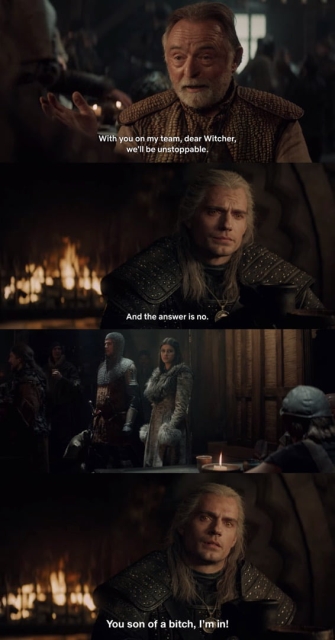 With you on my team, dear Witcher,
we'll be unstoppable.
And the answer is no.
You son of a bitch, I'm in!